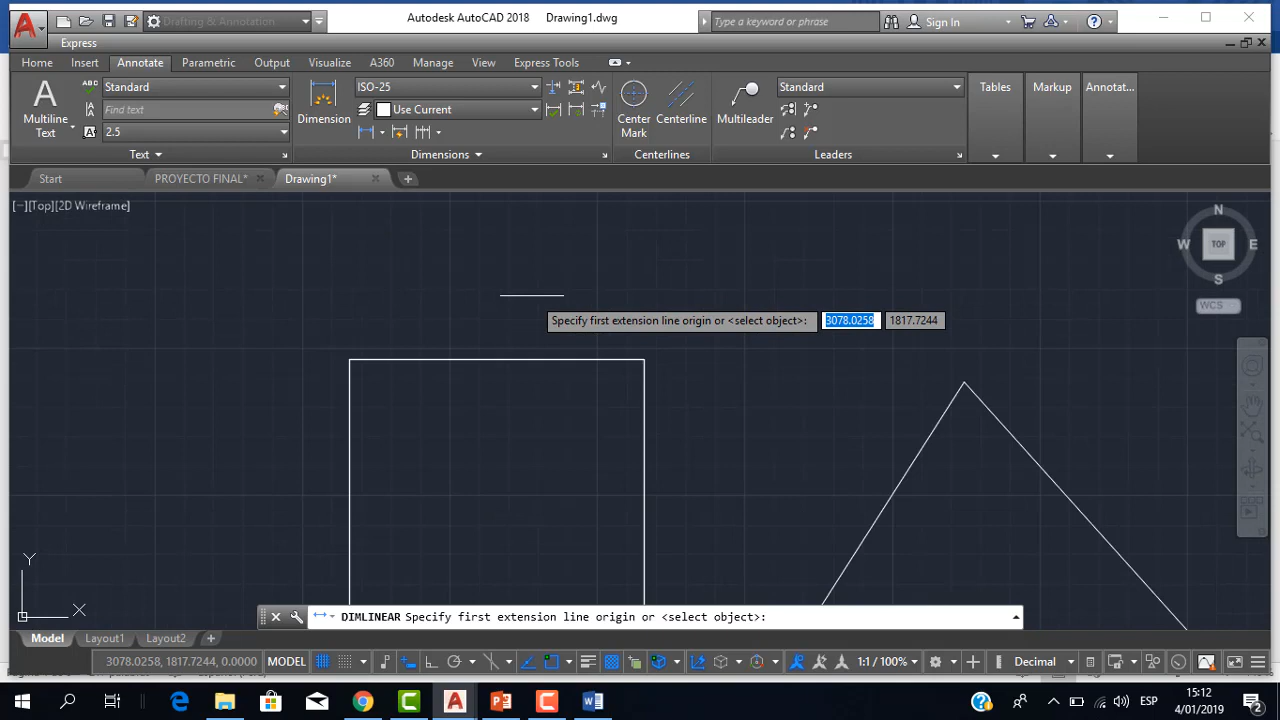 Drafting & Annotation
Autodesk AutoCAD 2018 Drawing1.dwg
Type a keyword or phrase
Sign In
Express
Home Insert Annotate Parametric Output Visualize A360 Manage View Express Tools
Multiline
Text
ABC
Standard
Find text
2.5
Dimension
ISO-25
Use Current
Center
Mark
Centerline
Multileader
Standard
Tables
Markup
Annotat...
Text
Dimensions
Centerlines
Leaders
Start
PROYECTO FINAL*
Drawing1*
[−][Top][2D Wireframe]
N
W TOP E
S
WCS
Specify first extension line origin or <select object>: 3078.0258 1817.7244
Y
X
DIMLINEAR Specify first extension line origin or <select object>:
Model Layout1 Layout2
3078.0258, 1817.7244, 0.0000 MODEL 1:1 / 100% Decimal
ESP
15:12
4/01/2019
2